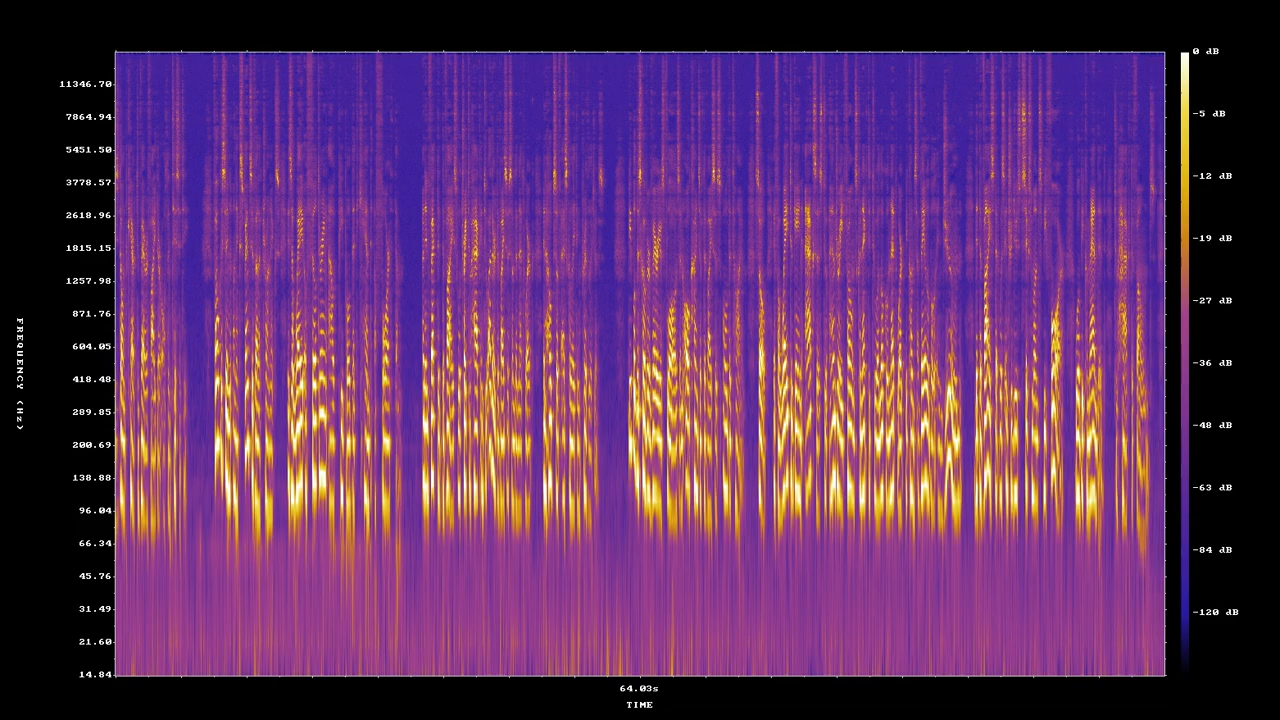 0 dB
11346.70
-5 dB
7864.94
5451.50
-12 dB
3778.57
2618.96
-19 dB
1815.15
1257.98
-27 dB
871.76
604.05
-36 dB
418.48
289.85
-48 dB
200.69
138.88
-63 dB
96.04
66.34
-84 dB
45.76
31.49
-120 dB
21.60
14.84
FREQUENCY (Hz)
64.03s
TIME